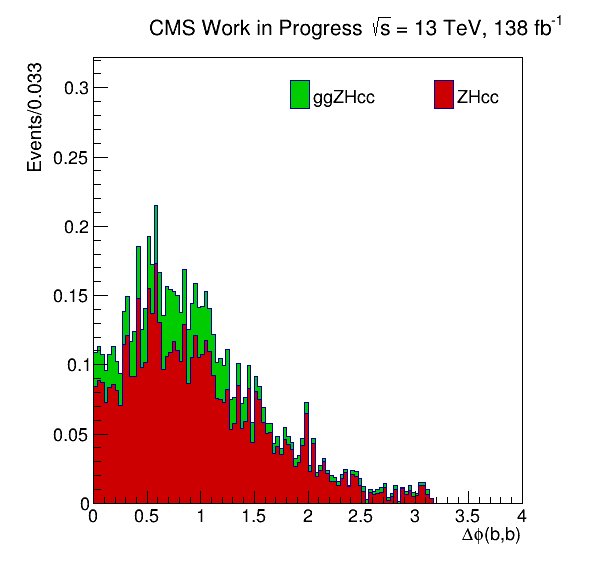 CMS Work in Progress √s = 13 TeV, 138 fb⁻¹
Events/0.033
ggZHcc
ZHcc
0.3
0.25
0.2
0.15
0.1
0.05
0
0 0.5 1 1.5 2 2.5 3 3.5 4
Δϕ(b,b)